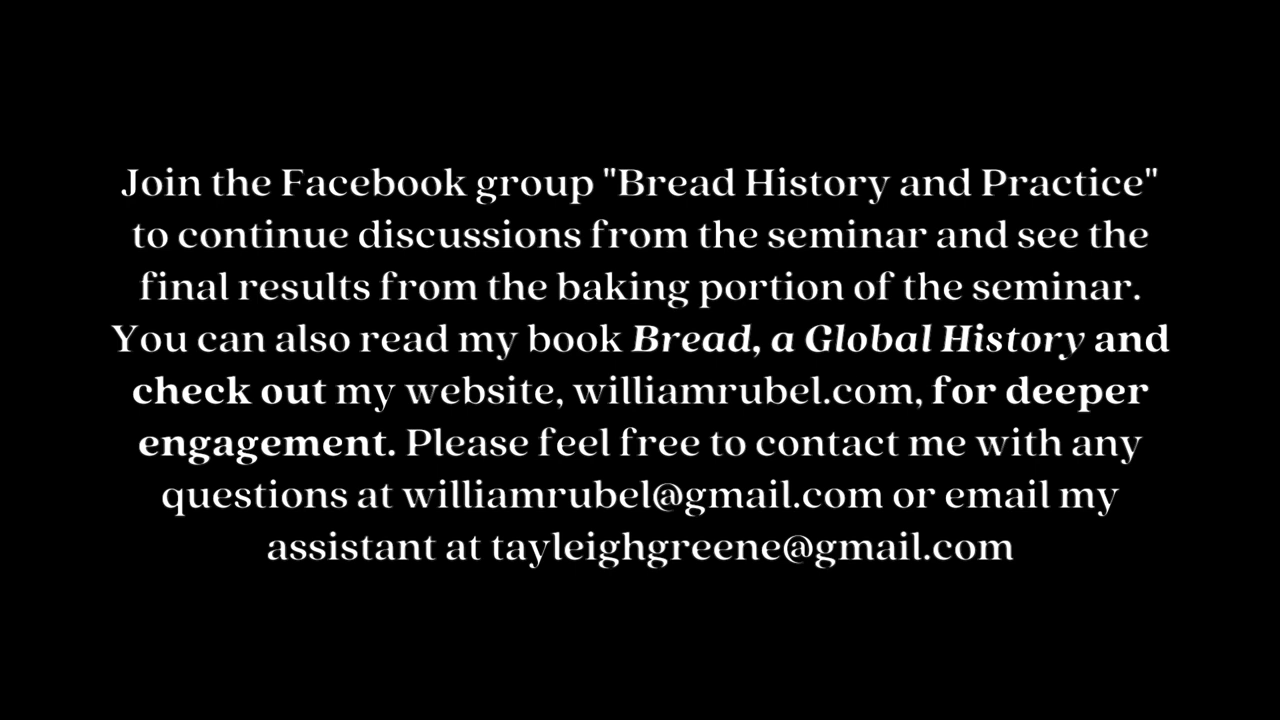 Join the Facebook group "Bread History and Practice"
to continue discussions from the seminar and see the
final results from the baking portion of the seminar.
You can also read my book Bread, a Global History and
check out my website, williamrubel.com, for deeper
engagement. Please feel free to contact me with any
questions at williamrubel@gmail.com or email my
assistant at tayleighgreene@gmail.com